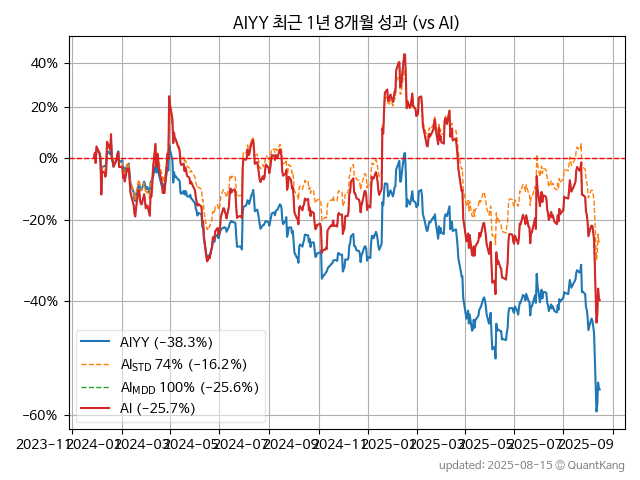 AIYY 최근 1년 8개월 성과 (vs AI)
40%
20%
0%
−20%
−40%
−60%
AIYY (−38.3%)
AISTD 74% (−16.2%)
AIMDD 100% (−25.6%)
AI (−25.7%)
2023−11 2024−01 2024−03 2024−05 2024−07 2024−09 2024−11 2025−01 2025−03 2025−05 2025−07 2025−09
updated: 2025−08−15 ⓒ QuantKang